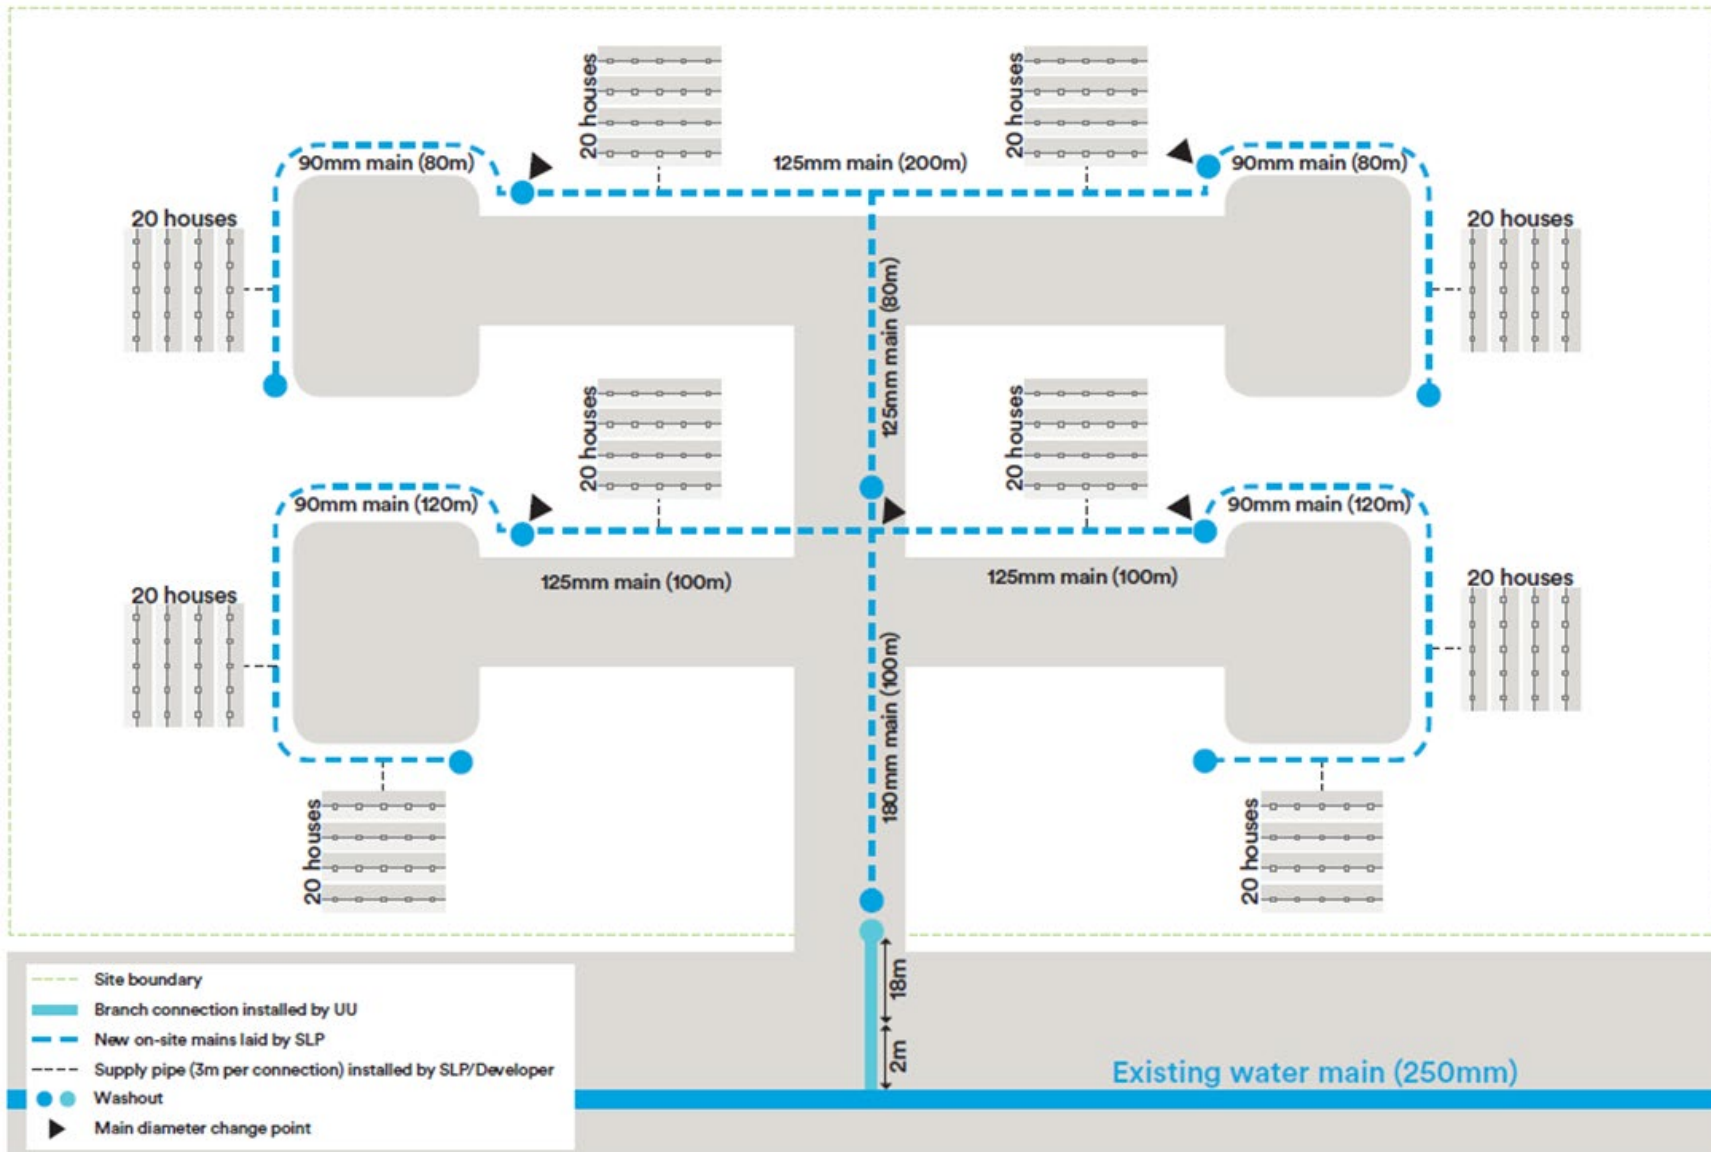 20 houses
20 houses
90mm main (80m)
125mm main (200m)
90mm main (80m)
20 houses
20 houses
125mm main (80m)
20 houses
20 houses
90mm main (120m)
90mm main (120m)
125mm main (100m)
125mm main (100m)
20 houses
20 houses
180mm main (100m)
20 houses
20 houses
18m
2m
Existing water main (250mm)
Site boundary
Branch connection installed by UU
New on-site mains laid by SLP
Supply pipe (3m per connection) installed by SLP/Developer
Washout
Main diameter change point